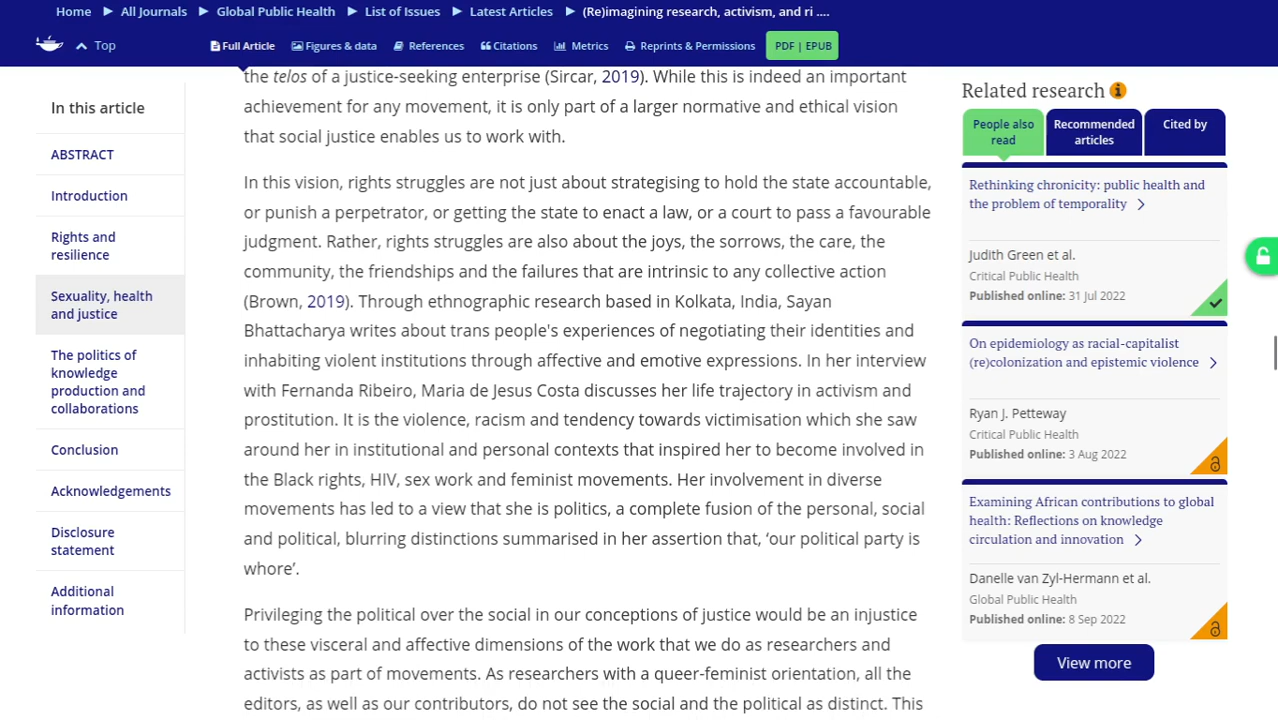 Home ▶ All Journals ▶ Global Public Health ▶ List of Issues ▶ Latest Articles ▶ (Re)imagining research, activism, and ri ....
Top
Full Article Figures & data References Citations Metrics Reprints & Permissions PDF | EPUB
In this article
ABSTRACT
Introduction
Rights and
resilience
Sexuality, health
and justice
The politics of
knowledge
production and
collaborations
Conclusion
Acknowledgements
Disclosure
statement
Additional
information
the telos of a justice-seeking enterprise (Sircar, 2019). While this is indeed an important
achievement for any movement, it is only part of a larger normative and ethical vision
that social justice enables us to work with.
In this vision, rights struggles are not just about strategising to hold the state accountable,
or punish a perpetrator, or getting the state to enact a law, or a court to pass a favourable
judgment. Rather, rights struggles are also about the joys, the sorrows, the care, the
community, the friendships and the failures that are intrinsic to any collective action
(Brown, 2019). Through ethnographic research based in Kolkata, India, Sayan
Bhattacharya writes about trans people's experiences of negotiating their identities and
inhabiting violent institutions through affective and emotive expressions. In her interview
with Fernanda Ribeiro, Maria de Jesus Costa discusses her life trajectory in activism and
prostitution. It is the violence, racism and tendency towards victimisation which she saw
around her in institutional and personal contexts that inspired her to become involved in
the Black rights, HIV, sex work and feminist movements. Her involvement in diverse
movements has led to a view that she is politics, a complete fusion of the personal, social
and political, blurring distinctions summarised in her assertion that, ‘our political party is
whore’.
Privileging the political over the social in our conceptions of justice would be an injustice
to these visceral and affective dimensions of the work that we do as researchers and
activists as part of movements. As researchers with a queer-feminist orientation, all the
editors, as well as our contributors, do not see the social and the political as distinct. This
Related research
People also
read
Recommended
articles
Cited by
Rethinking chronicity: public health and
the problem of temporality
Judith Green et al.
Critical Public Health
Published online: 31 Jul 2022
On epidemiology as racial-capitalist
(re)colonization and epistemic violence
Ryan J. Petteway
Critical Public Health
Published online: 3 Aug 2022
Examining African contributions to global
health: Reflections on knowledge
circulation and innovation
Danelle van Zyl-Hermann et al.
Global Public Health
Published online: 8 Sep 2022
View more